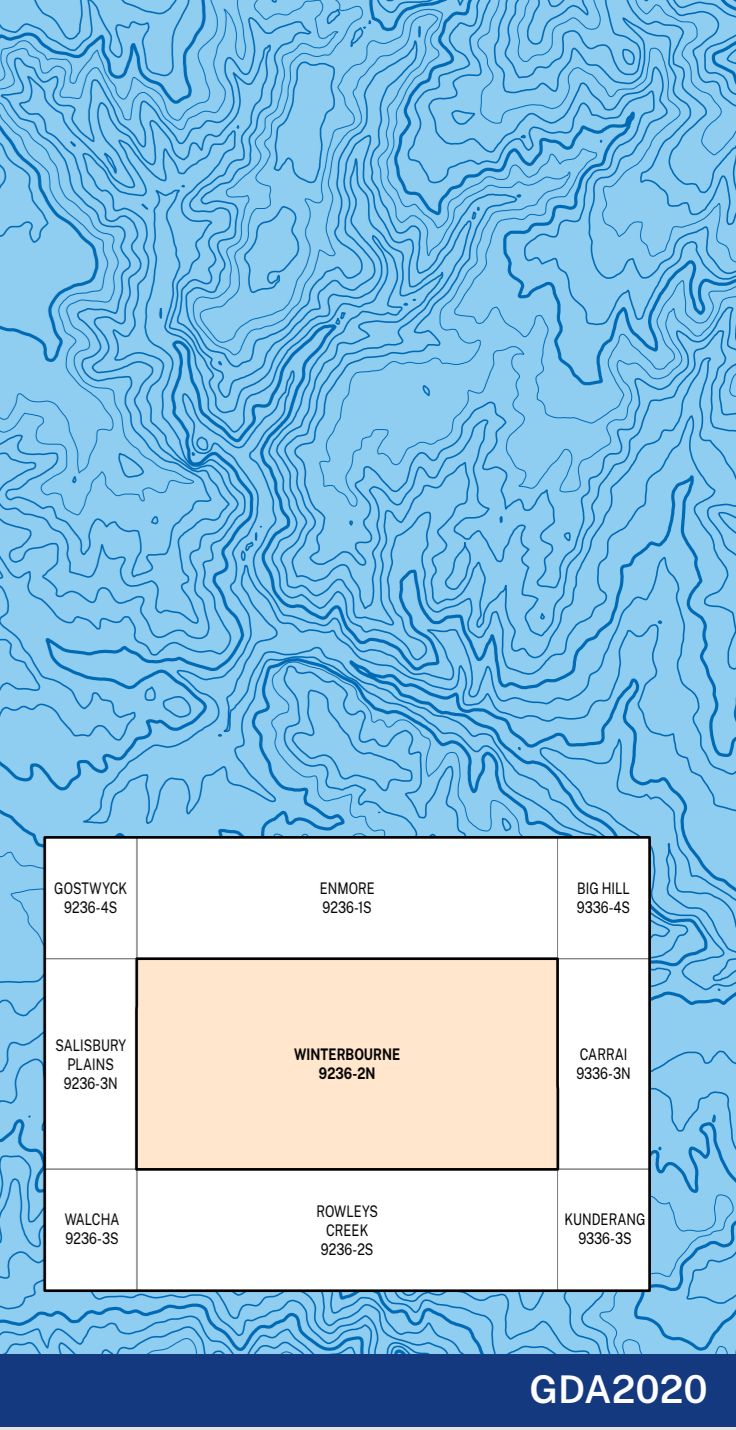 GOSTWYCK
9236-4S
ENMORE
9236-1S
BIG HILL
9336-4S
SALISBURY
PLAINS
9236-3N
WINTERBOURNE
9236-2N
CARRAI
9336-3N
WALCHA
9236-3S
ROWLEYS
CREEK
9236-2S
KUNDERANG
9336-3S
GDA2020